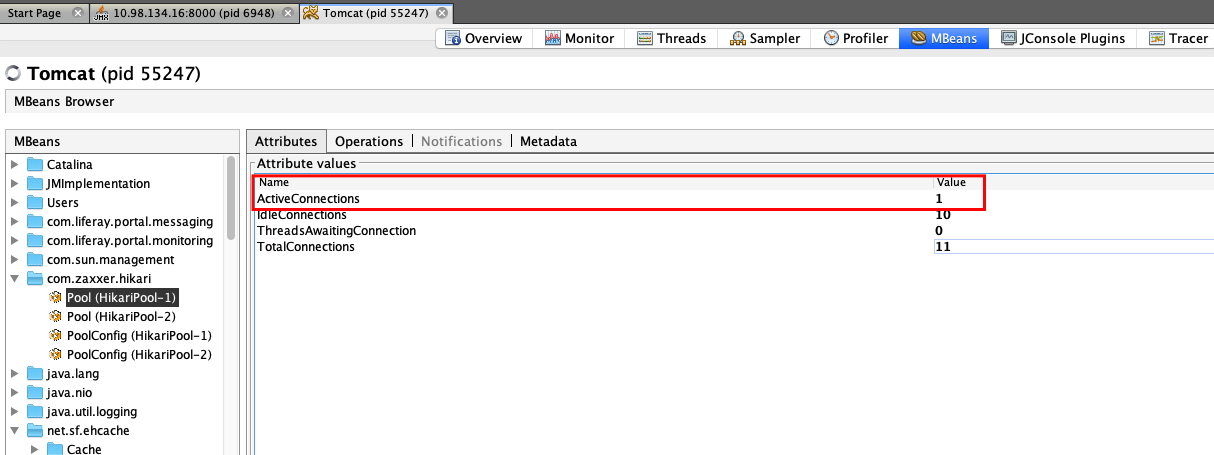 Start Page 10.98.134.16:8000 (pid 6948) Tomcat (pid 55247)
Overview Monitor Threads Sampler Profiler MBeans JConsole Plugins Tracer
Tomcat (pid 55247)
MBeans Browser
MBeans
Catalina
JMImplementation
Users
com.liferay.portal.messaging
com.liferay.portal.monitoring
com.sun.management
com.zaxxer.hikari
Pool (HikariPool-1)
Pool (HikariPool-2)
PoolConfig (HikariPool-1)
PoolConfig (HikariPool-2)
java.lang
java.nio
java.util.logging
net.sf.ehcache
Cache
Attributes Operations Notifications Metadata
Attribute values
Name Value
ActiveConnections 1
IdleConnections 10
ThreadsAwaitingConnection 0
TotalConnections 11